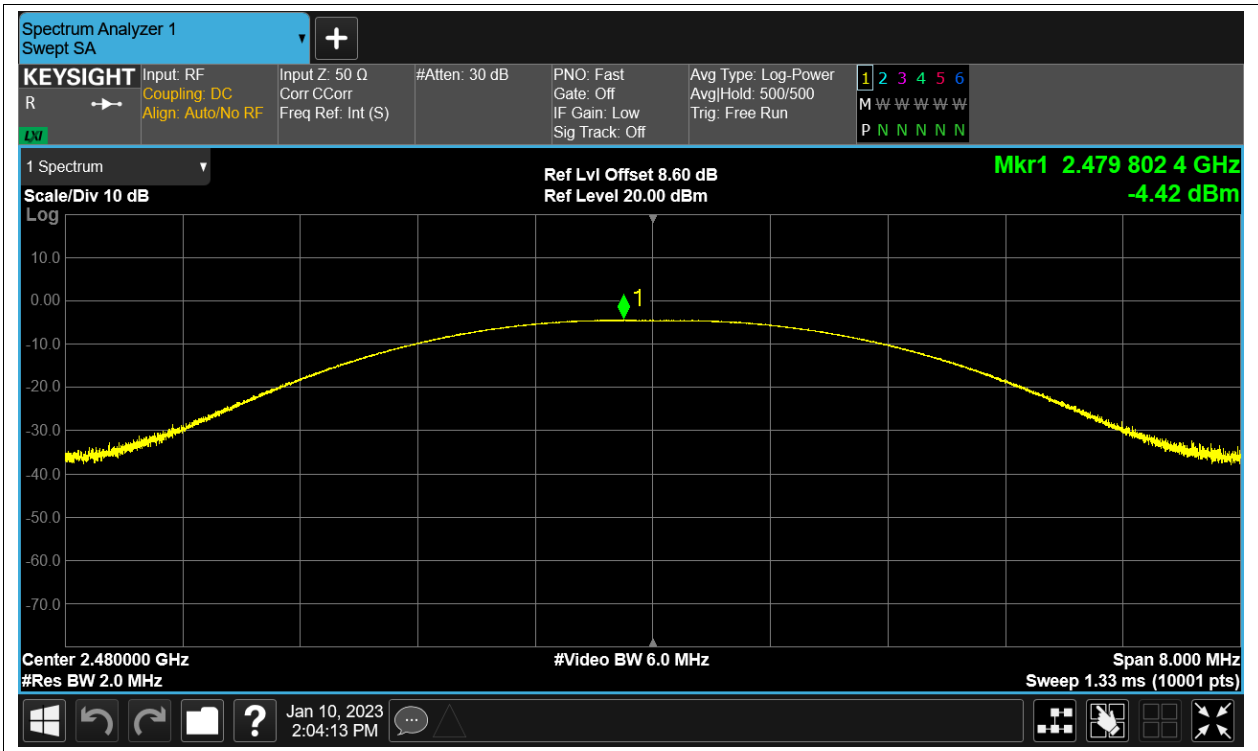 Spectrum Analyzer 1
Swept SA
KEYSIGHT
R
LXI
Input: RF
Coupling: DC
Align: Auto/No RF
Input Z: 50 Ω
Corr CCorr
Freq Ref: Int (S)
#Atten: 30 dB
PNO: Fast
Gate: Off
IF Gain: Low
Sig Track: Off
Avg Type: Log-Power
Avg|Hold: 500/500
Trig: Free Run
1 2 3 4 5 6
M W W W W W
P N N N N N
1 Spectrum
Scale/Div 10 dB
Log
Ref Lvl Offset 8.60 dB
Ref Level 20.00 dBm
Mkr1 2.479 802 4 GHz
-4.42 dBm
10.0
0.00
1
-10.0
-20.0
-30.0
-40.0
-50.0
-60.0
-70.0
Center 2.480000 GHz
#Res BW 2.0 MHz
#Video BW 6.0 MHz
Span 8.000 MHz
Sweep 1.33 ms (10001 pts)
?
Jan 10, 2023
2:04:13 PM